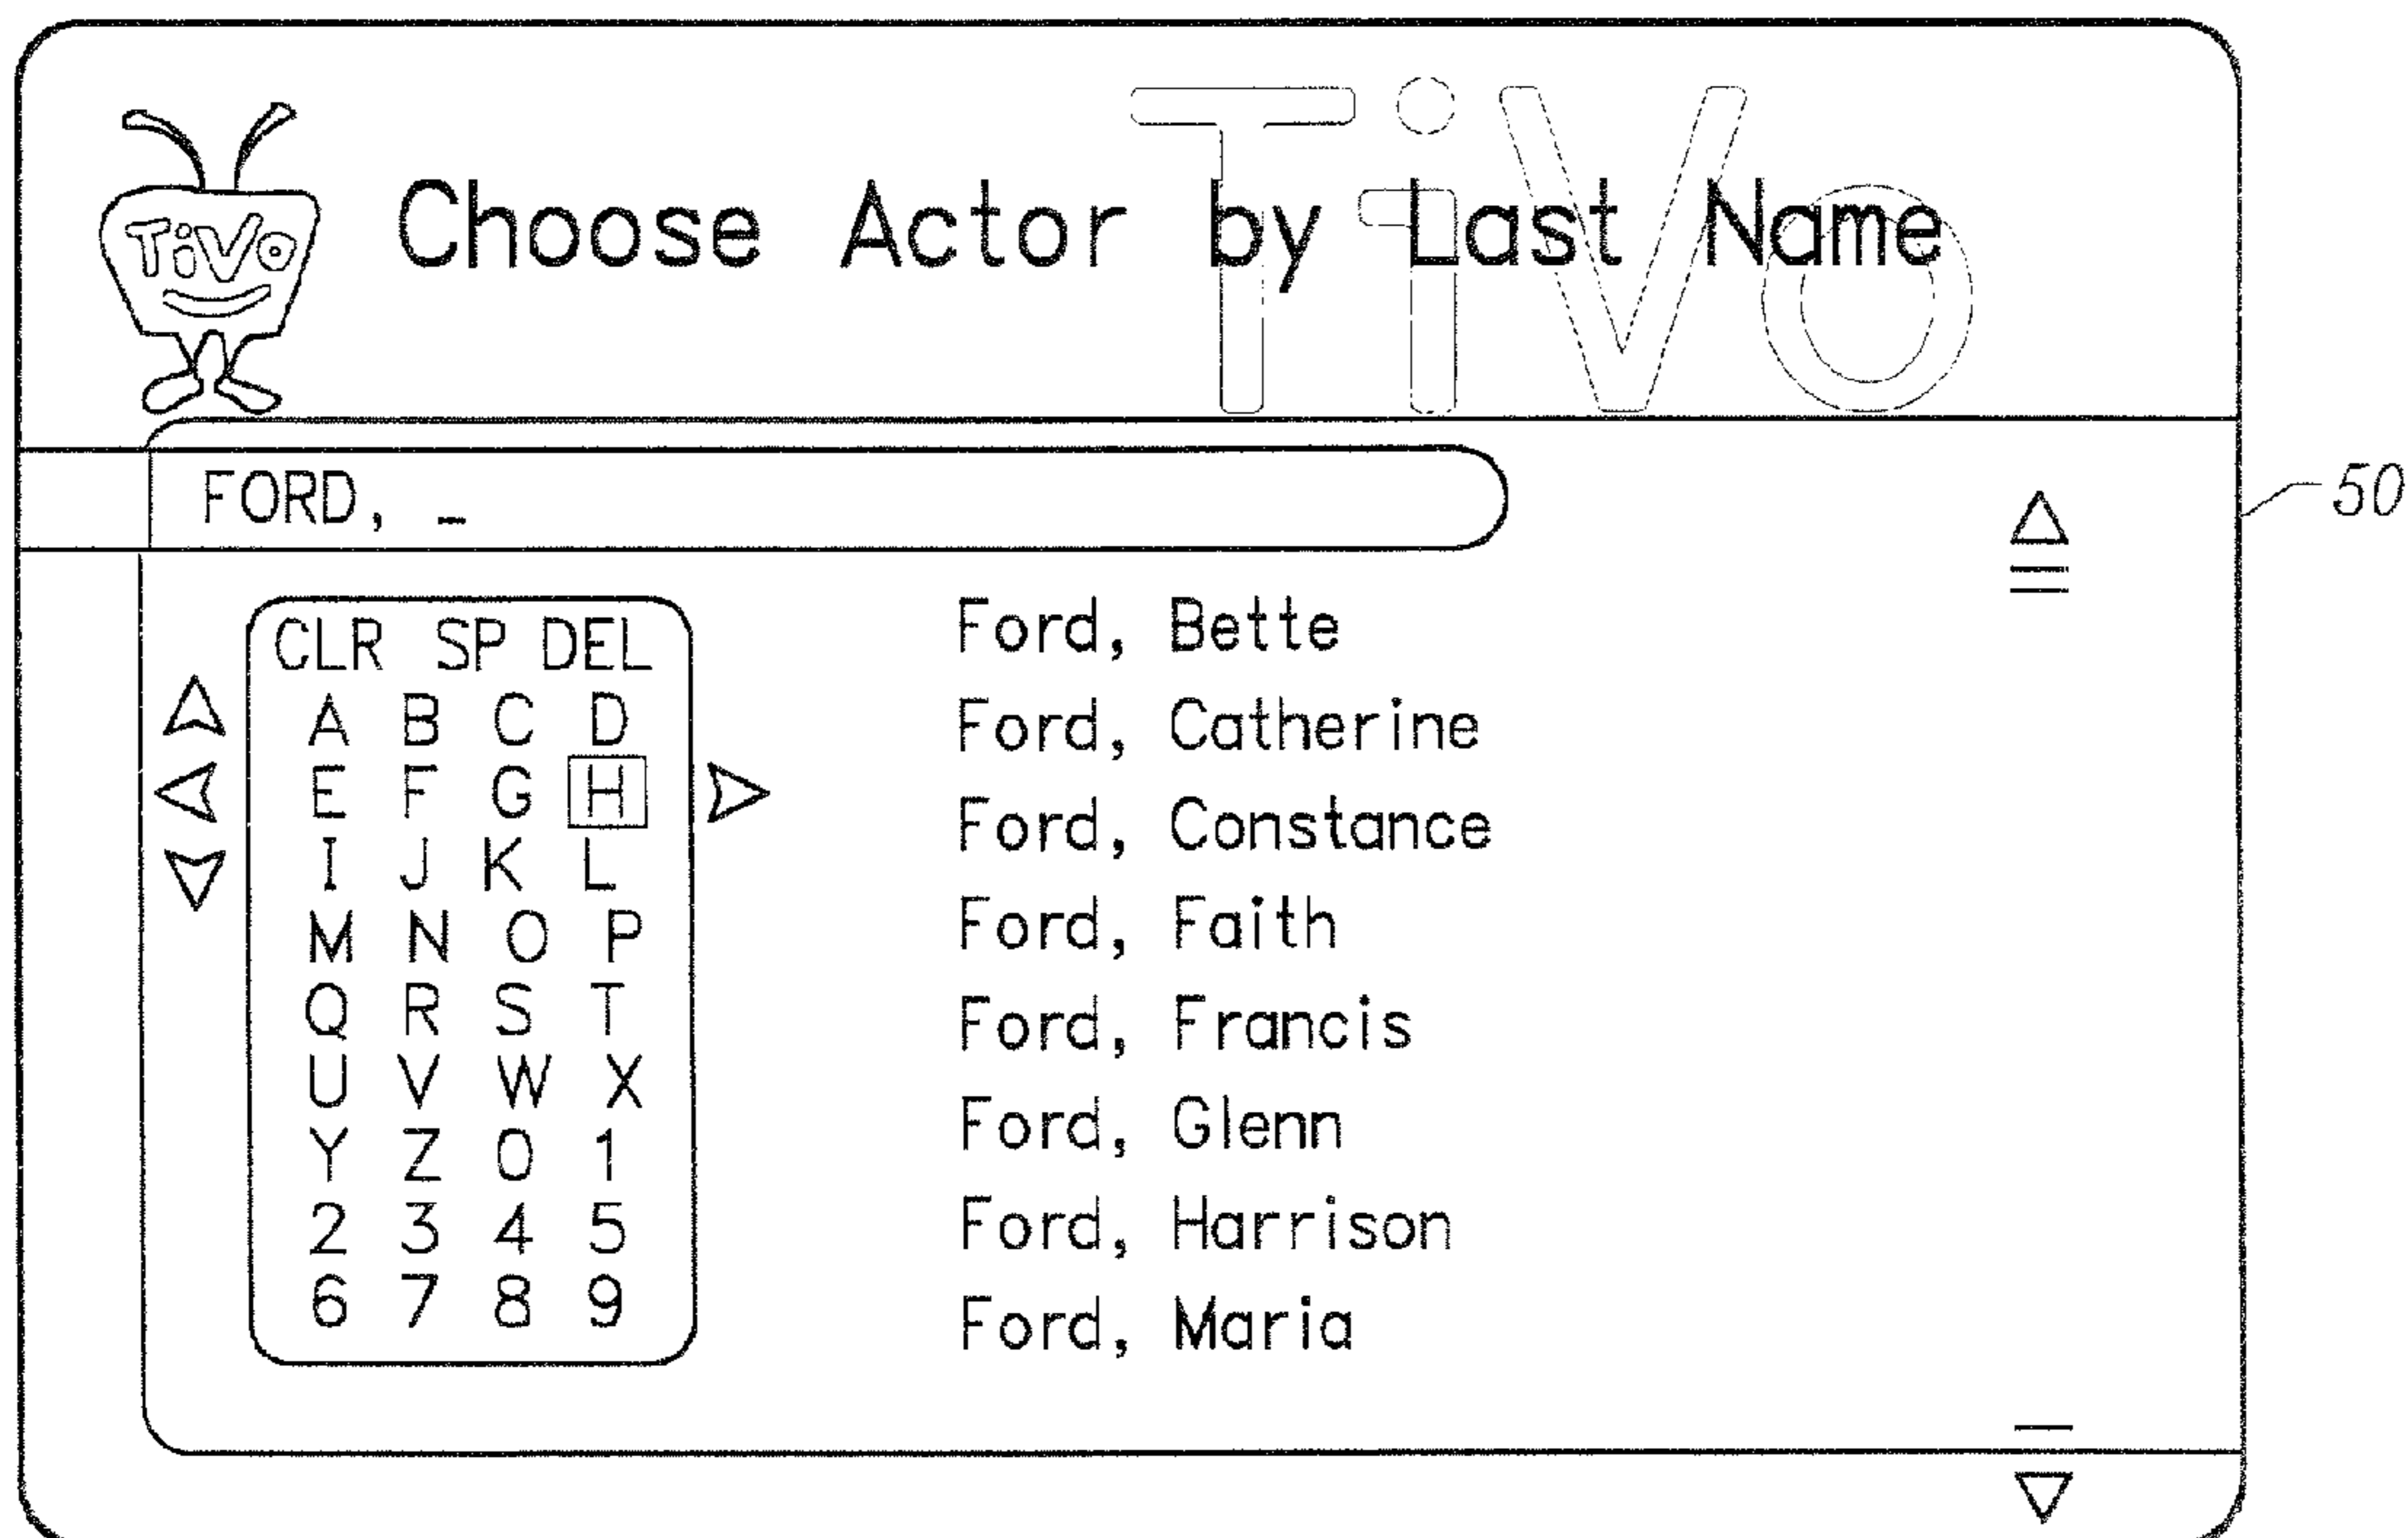 TiVo
TiVo
Choose Actor by Last Name
FORD, _
50
CLR SP DEL
A B C D
E F G H
I J K L
M N O P
Q R S T
U V W X
Y Z 0 1
2 3 4 5
6 7 8 9
Ford, Bette
Ford, Catherine
Ford, Constance
Ford, Faith
Ford, Francis
Ford, Glenn
Ford, Harrison
Ford, Maria